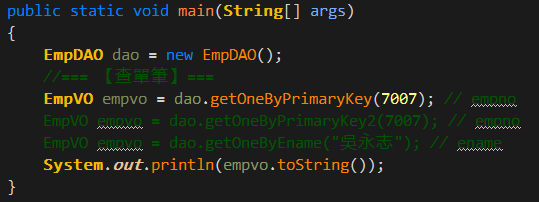 public static void main(String[] args)
{
EmpDAO dao = new EmpDAO();
//=== 【查單筆】===
EmpVO empvo = dao.getOneByPrimaryKey(7007); // empno
EmpVO empvo = dao.getOneByPrimaryKey2(7007); // empno
EmpVO empvo = dao.getOneByEname("吳永志"); // ename
System.out.println(empvo.toString());
}